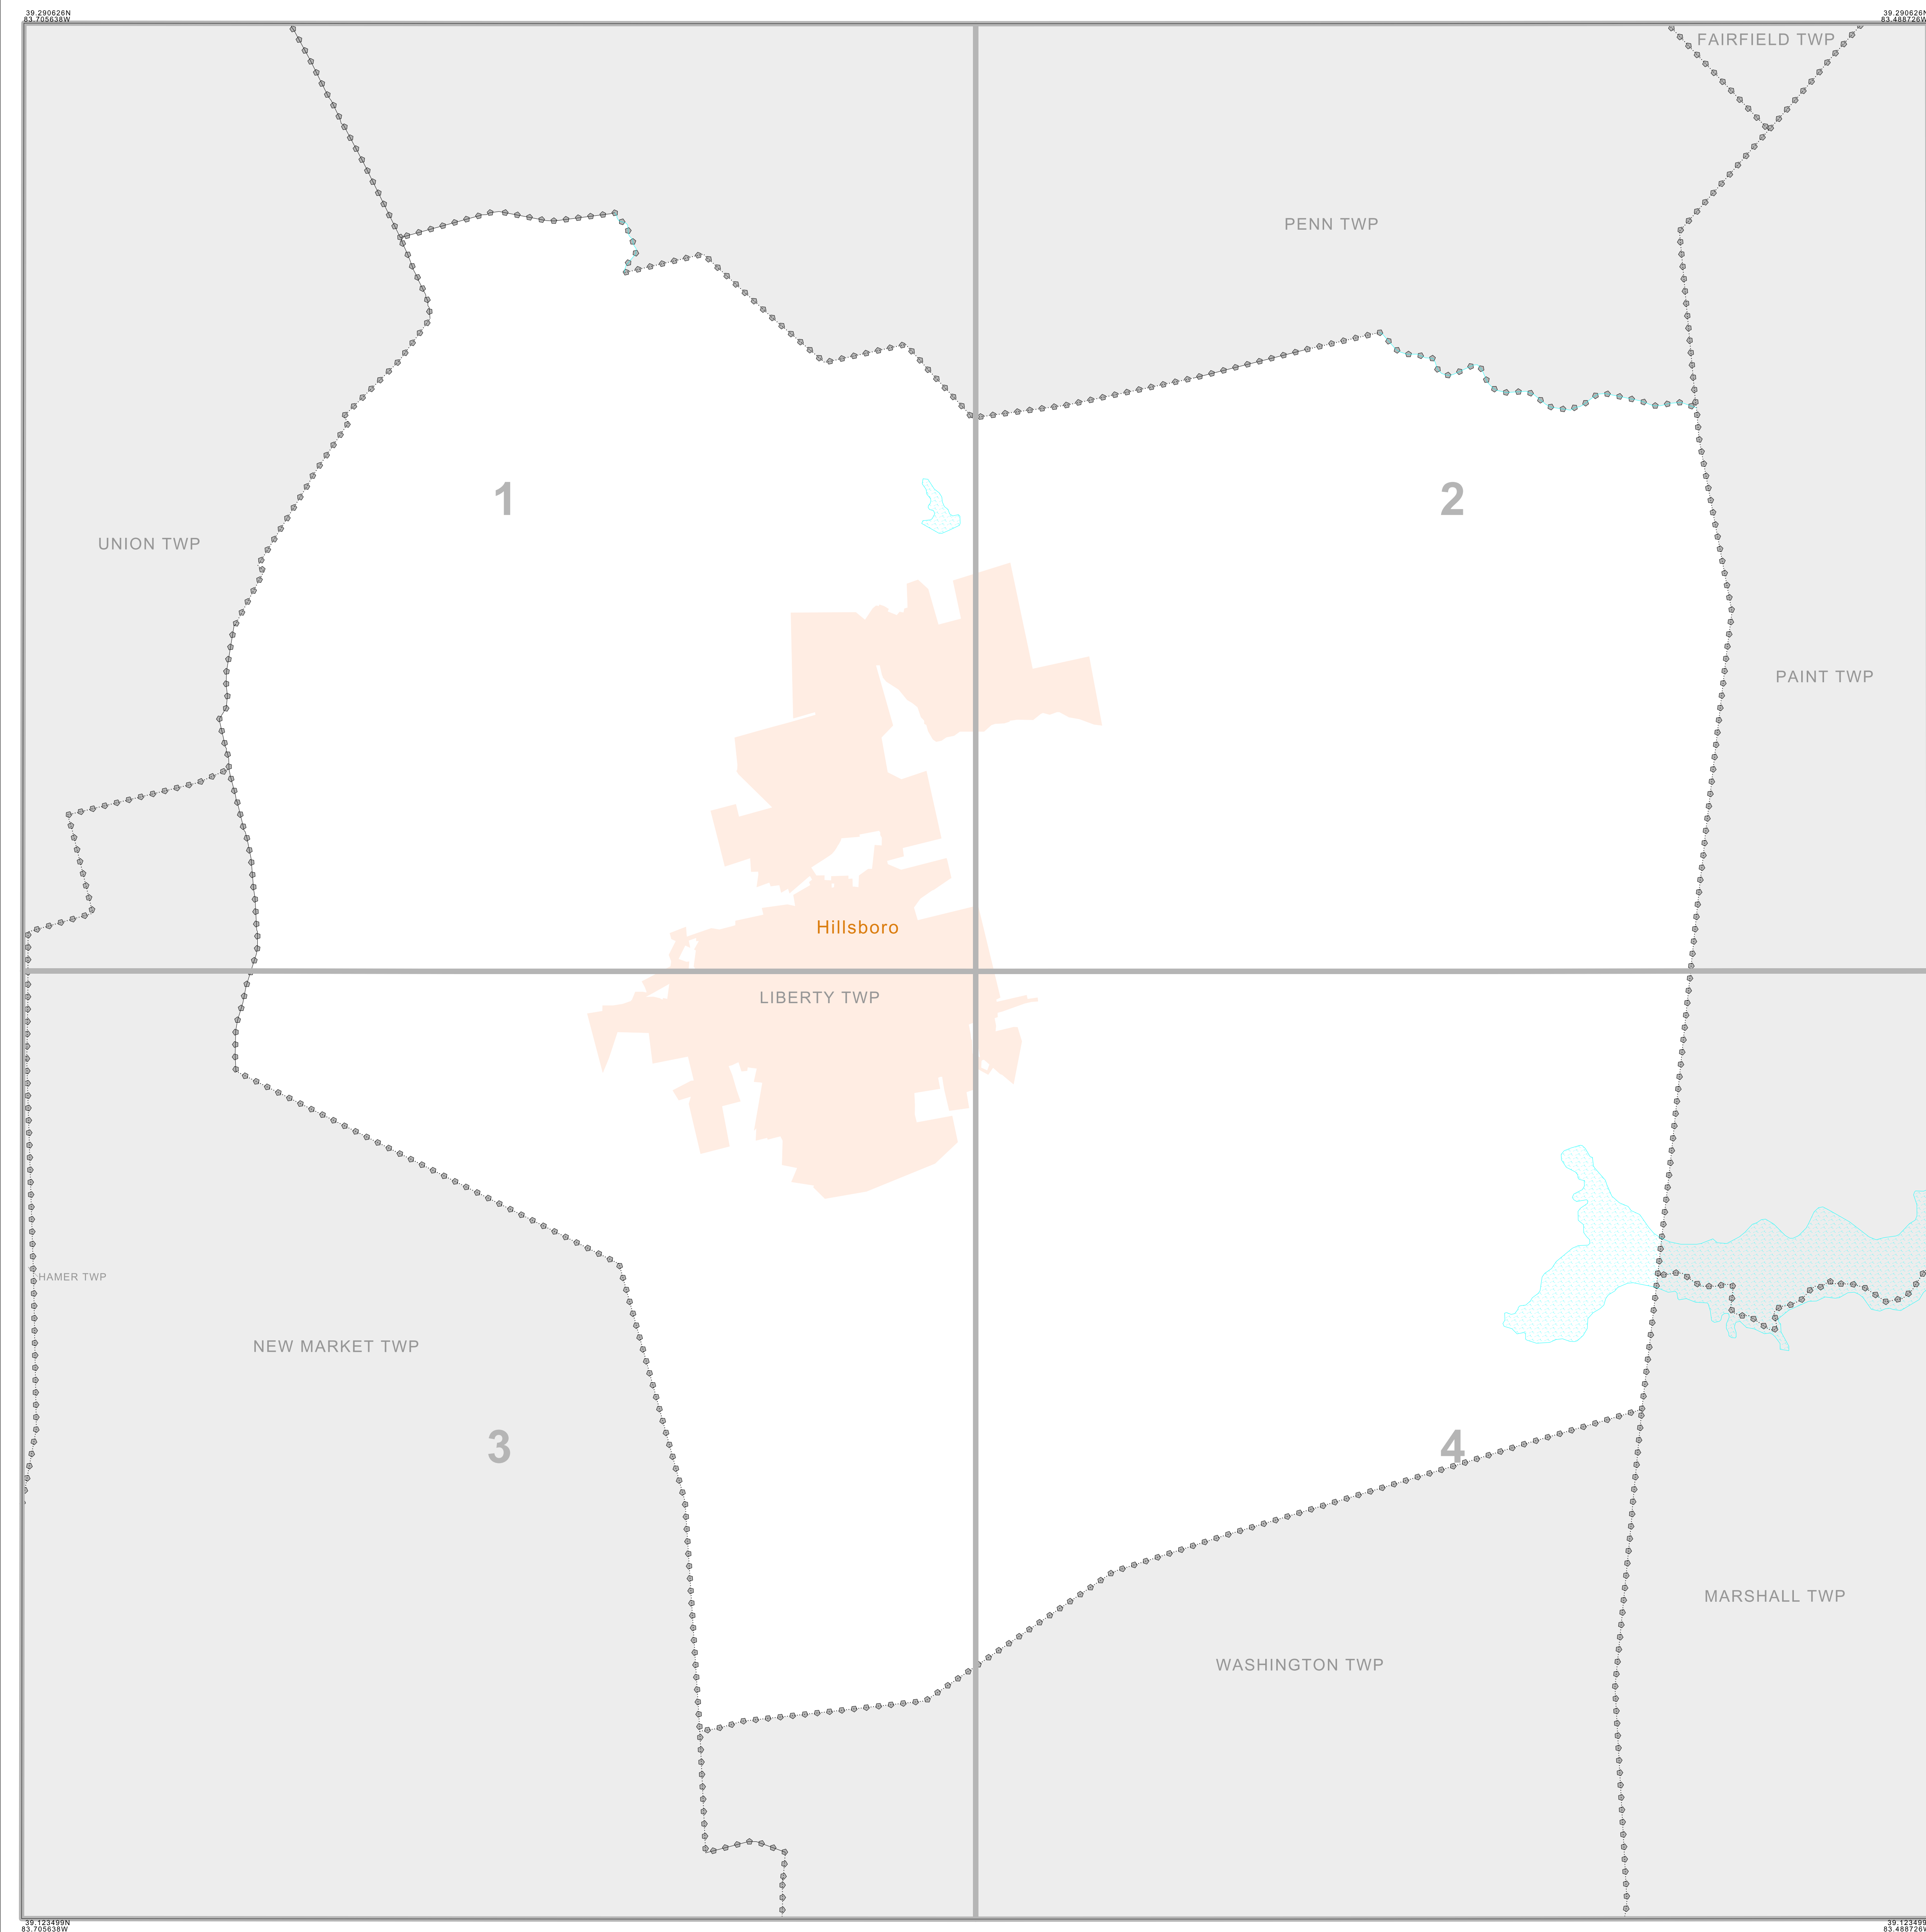 39.290626N
83.705638W
39.290626N
83.488726W
FAIRFIELD TWP
PENN TWP
1
2
UNION TWP
PAINT TWP
Hillsboro
LIBERTY TWP
HAMER TWP
NEW MARKET TWP
3
4
MARSHALL TWP
WASHINGTON TWP
39.123499N
83.705638W
39.123499N
83.488726W